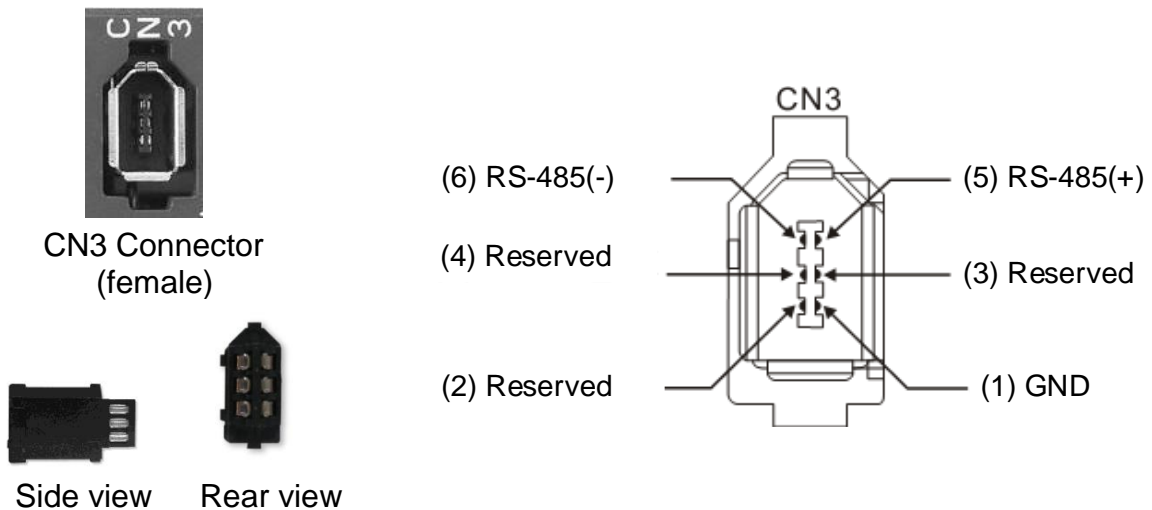 CN3
CN3 Connector
(female)
Side view
Rear view
CN3
(6) RS-485(-)
(5) RS-485(+)
(4) Reserved
(3) Reserved
(2) Reserved
(1) GND